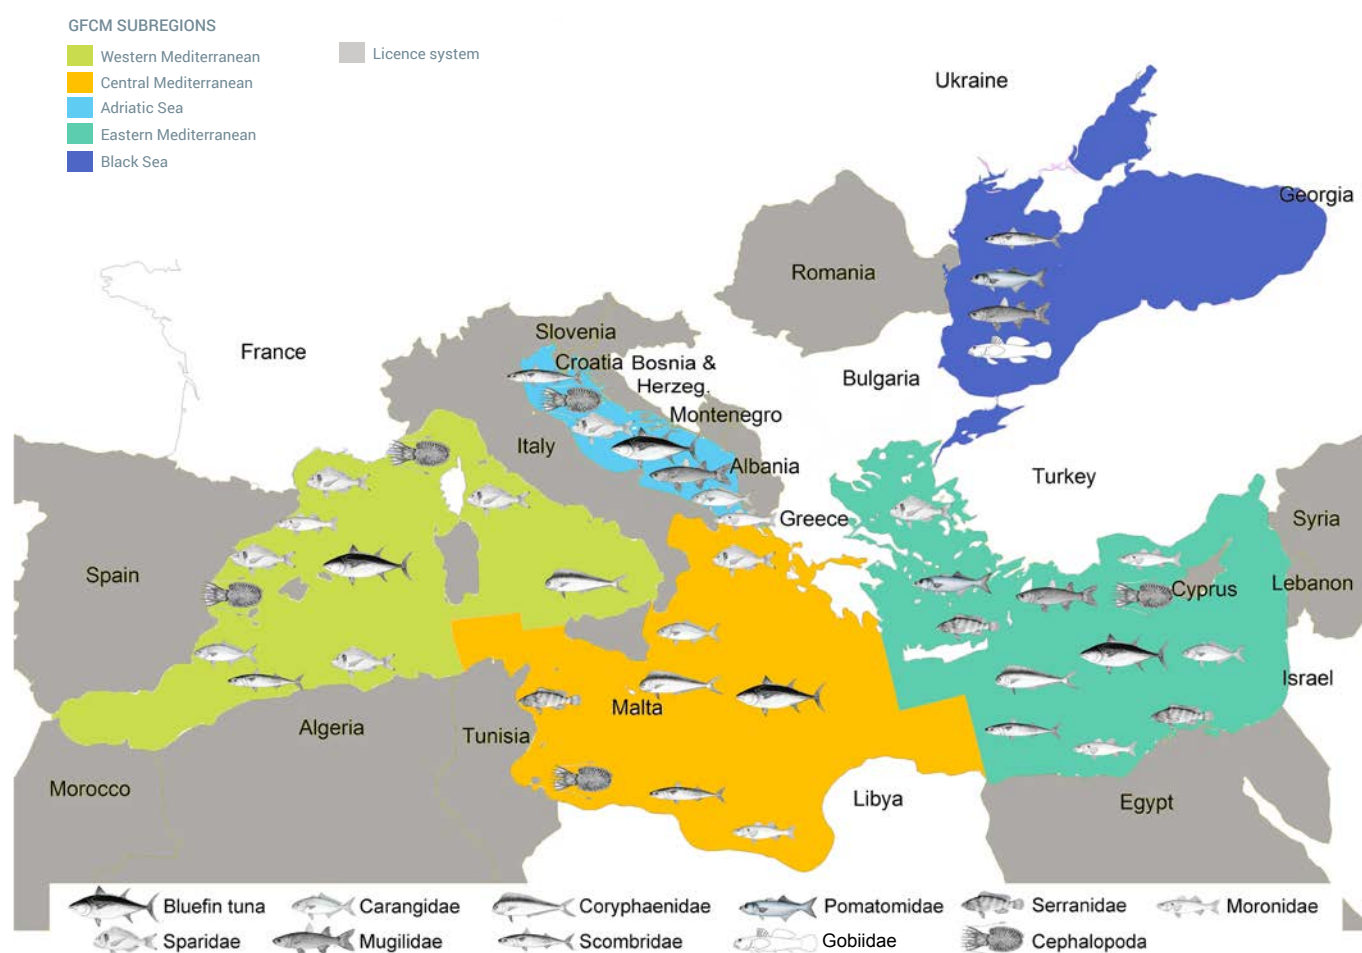 GFCM SUBREGIONS
Western Mediterranean
Central Mediterranean
Adriatic Sea
Eastern Mediterranean
Black Sea
Licence system
Ukraine
Georgia
Romania
Slovenia
France
Croatia
Bosnia &
Herzeg.
Bulgaria
Montenegro
Italy
Albania
Turkey
Greece
Syria
Spain
Cyprus
Lebanon
Israel
Malta
Algeria
Tunisia
Morocco
Libya
Egypt
Bluefin tuna
Carangidae
Coryphaenidae
Pomatomidae
Serranidae
Moronidae
Sparidae
Mugilidae
Scombridae
Gobiidae
Cephalopoda